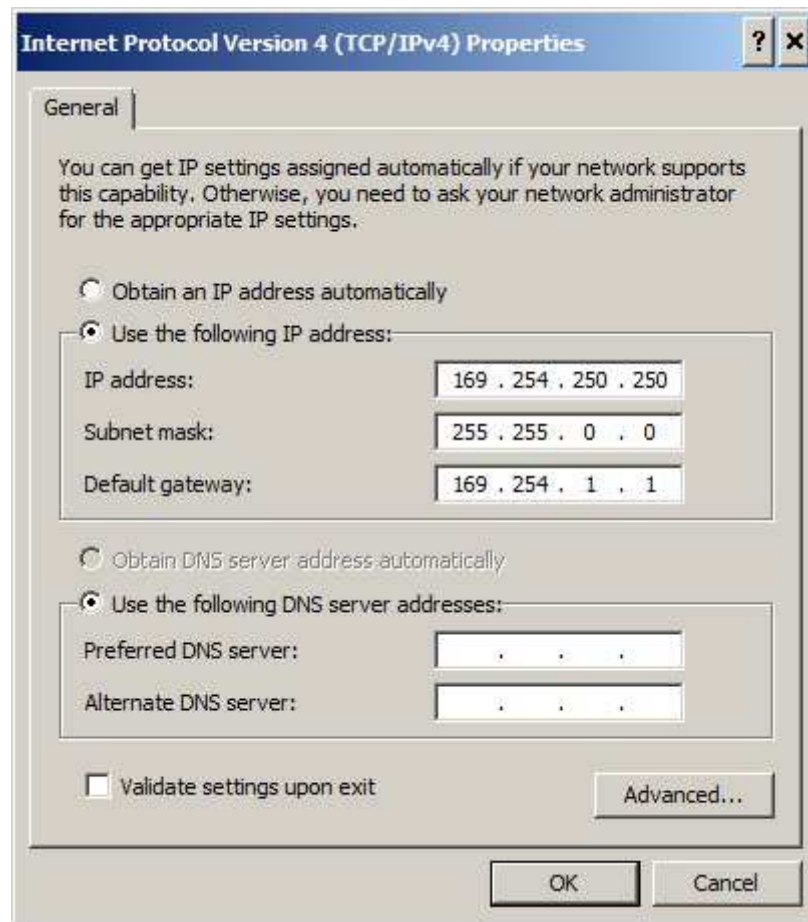 Internet Protocol Version 4 (TCP/IPv4) Properties
General
You can get IP settings assigned automatically if your network supports
this capability. Otherwise, you need to ask your network administrator
for the appropriate IP settings.
Obtain an IP address automatically
Use the following IP address:
IP address: 169 . 254 . 250 . 250
Subnet mask: 255 . 255 . 0 . 0
Default gateway: 169 . 254 . 1 . 1
Obtain DNS server address automatically
Use the following DNS server addresses:
Preferred DNS server: . . .
Alternate DNS server: . . .
Validate settings upon exit
Advanced...
OK Cancel